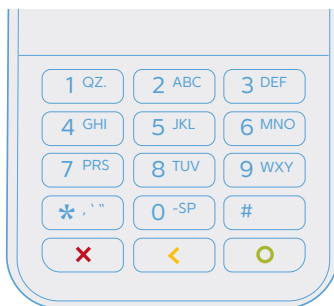 1 QZ. 2 ABC 3 DEF
4 GHI 5 JKL 6 MNO
7 PRS 8 TUV 9 WXY
* , ` " 0 -SP #